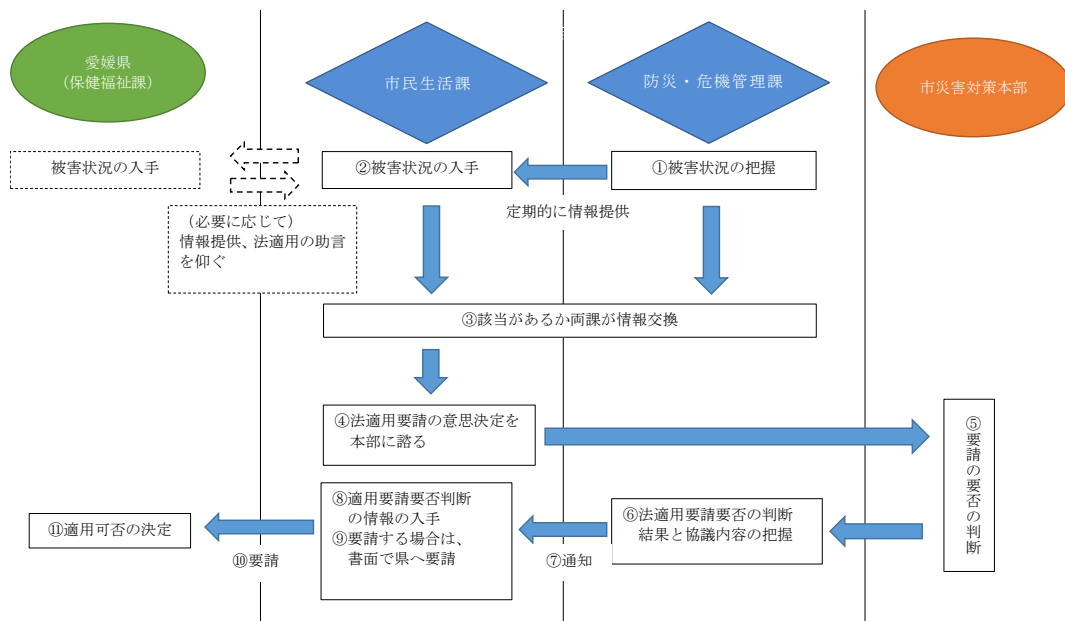 愛媛県
（保健福祉課）
市民生活課
防災・危機管理課
市災害対策本部
被害状況の入手
②被害状況の入手
①被害状況の把握
定期的に情報提供
（必要に応じて）
情報提供、法適用の助言
を仰ぐ
③該当があるか両課が情報交換
④法適用要請の意思決定を
本部に諮る
⑤要請の要否の判断
⑥法適用要請要否の判断
結果と協議内容の把握
⑦通知
⑧適用要請要否判断
の情報の入手
⑨要請する場合は、
書面で県へ要請
⑩要請
⑪適用可否の決定